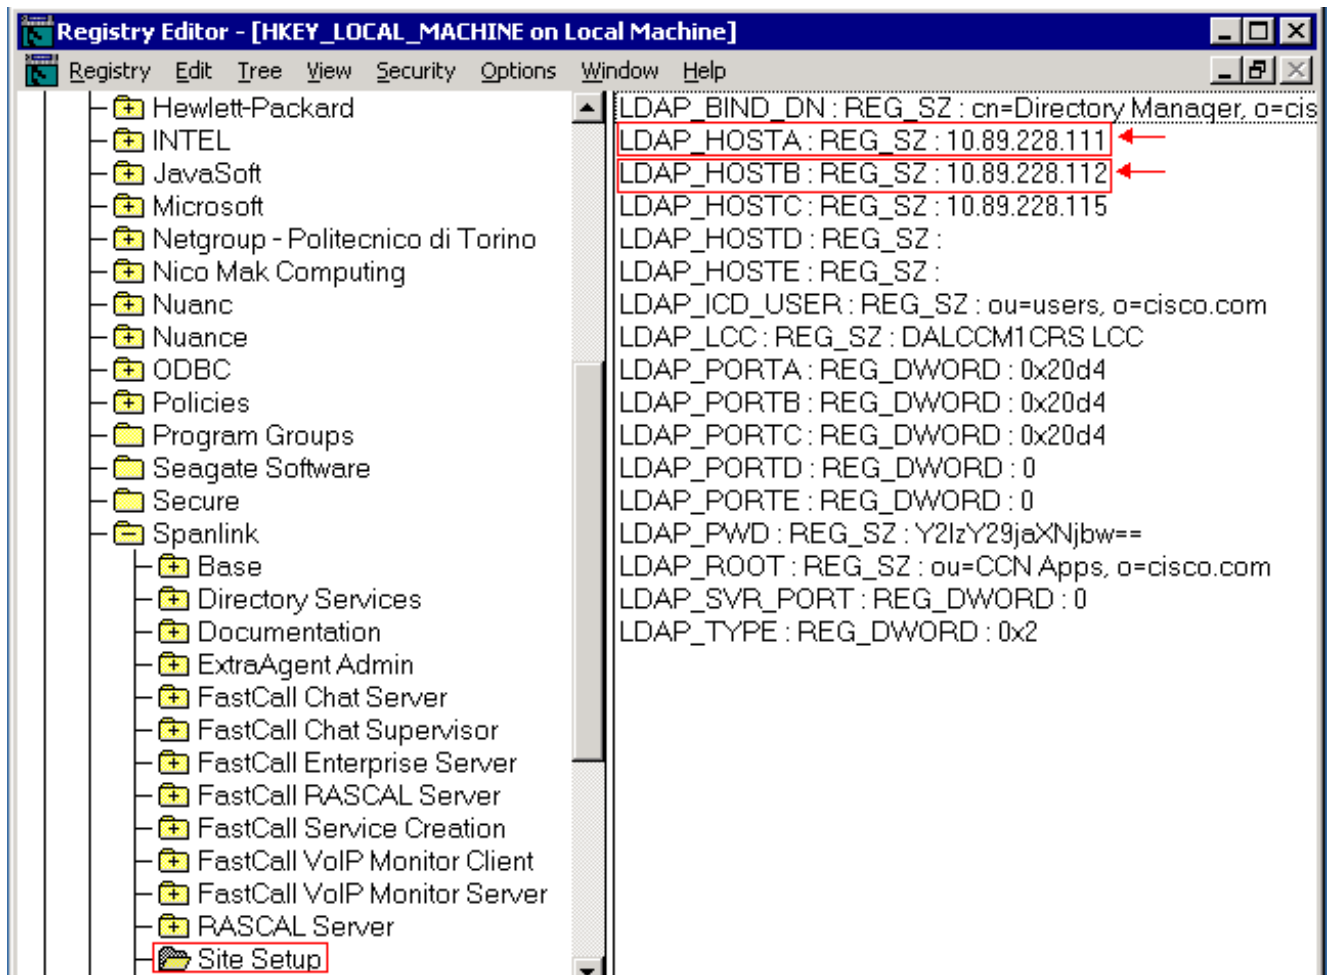 Registry Editor - [HKEY_LOCAL_MACHINE on Local Machine]
Registry Edit Tree View Security Options Window Help
Hewlett-Packard
INTEL
JavaSoft
Microsoft
Netgroup - Politecnico di Torino
Nico Mak Computing
Nuanc
Nuance
ODBC
Policies
Program Groups
Seagate Software
Secure
Spanlink
Base
Directory Services
Documentation
ExtraAgent Admin
FastCall Chat Server
FastCall Chat Supervisor
FastCall Enterprise Server
FastCall RASCAL Server
FastCall Service Creation
FastCall VoIP Monitor Client
FastCall VoIP Monitor Server
RASCAL Server
Site Setup
LDAP_BIND_DN : REG_SZ : cn=Directory Manager, o=cis
LDAP_HOSTA : REG_SZ : 10.89.228.111
LDAP_HOSTB : REG_SZ : 10.89.228.112
LDAP_HOSTC : REG_SZ : 10.89.228.115
LDAP_HOSTD : REG_SZ :
LDAP_HOSTE : REG_SZ :
LDAP_ICD_USER : REG_SZ : ou=users, o=cisco.com
LDAP_LCC : REG_SZ : DALCCM1CRS LCC
LDAP_PORTA : REG_DWORD : 0x20d4
LDAP_PORTB : REG_DWORD : 0x20d4
LDAP_PORTC : REG_DWORD : 0x20d4
LDAP_PORTD : REG_DWORD : 0
LDAP_PORTE : REG_DWORD : 0
LDAP_PWD : REG_SZ : Y2lzY29jaXNjbw==
LDAP_ROOT : REG_SZ : ou=CCN Apps, o=cisco.com
LDAP_SVR_PORT : REG_DWORD : 0
LDAP_TYPE : REG_DWORD : 0x2